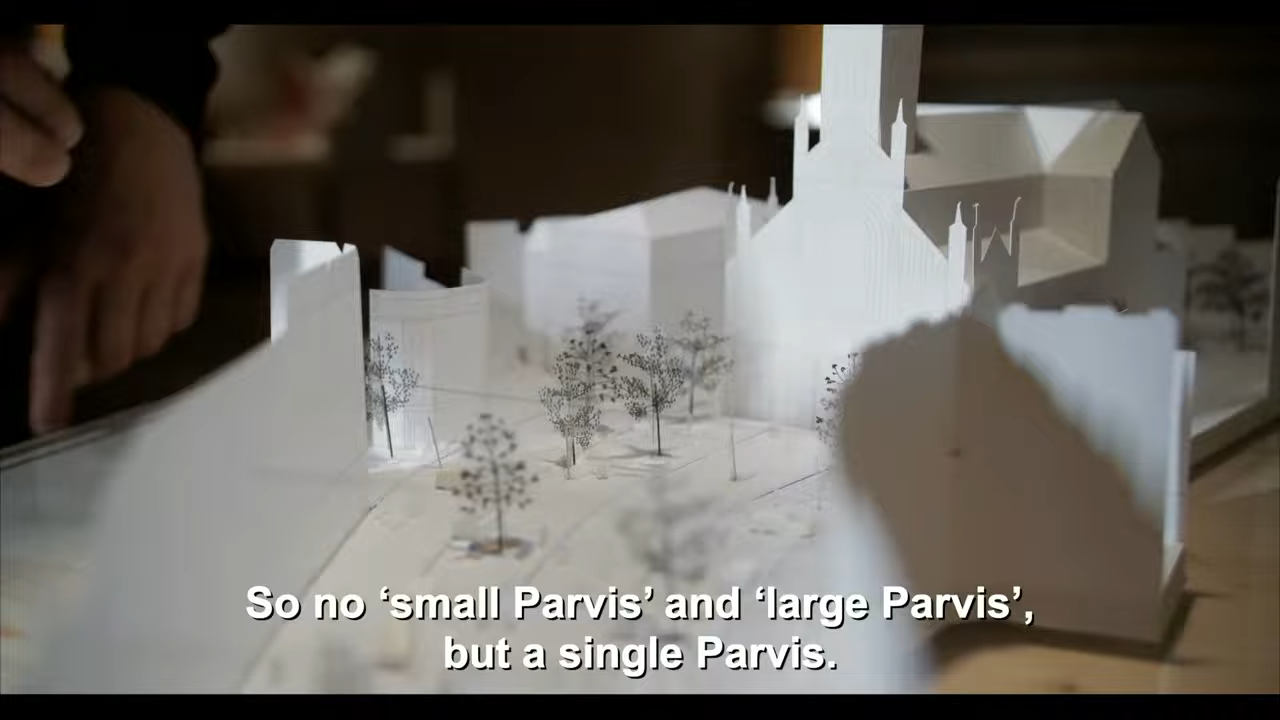 So no ‘small Parvis’ and ‘large Parvis’,
but a single Parvis.